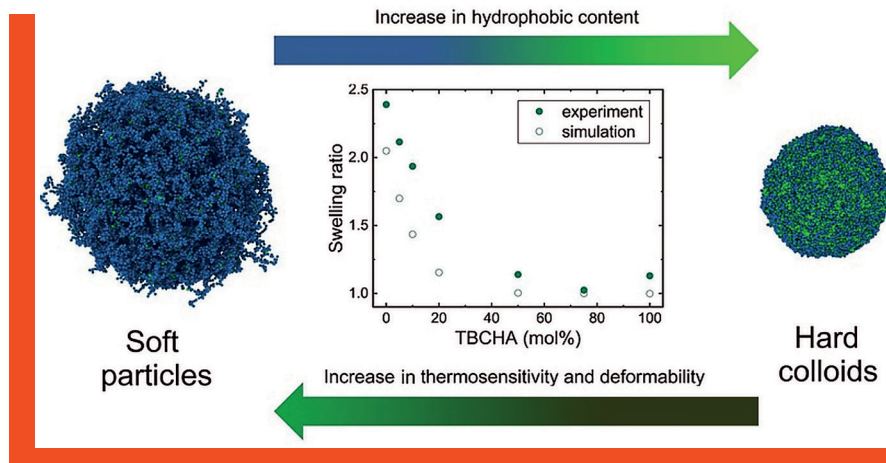 Increase in hydrophobic content
2.5
2.0
1.5
1.0
Swelling ratio
experiment
simulation
0 20 40 60 80 100
TBCHA (mol%)
Soft
particles
Hard
colloids
Increase in thermosensitivity and deformability